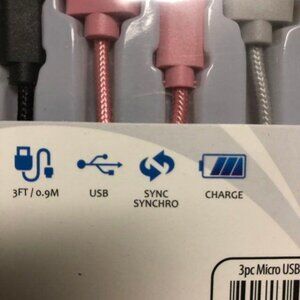 3FT / 0.9M
USB
SYNC
SYNCHRO
CHARGE
3pc Micro USB